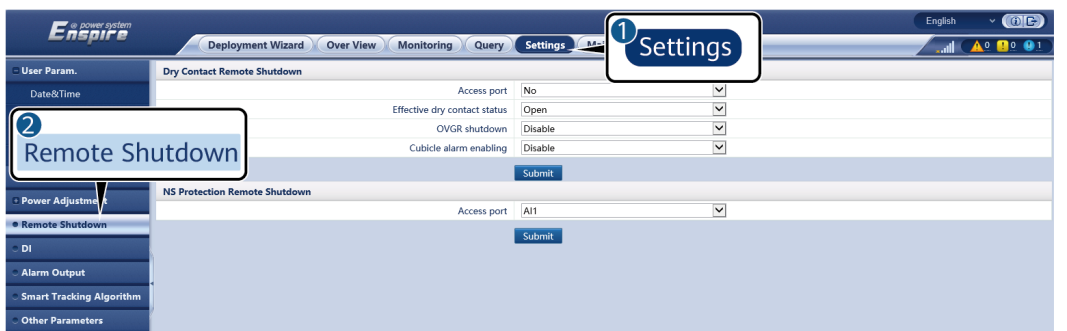 @ power system
Enspire
English
Deployment Wizard Over View Monitoring Query Settings
1 Settings
0 0 1
User Param.
Date&Time
2
Remote Shutdown
Power Adjustment
Remote Shutdown
DI
Alarm Output
Smart Tracking Algorithm
Other Parameters
Dry Contact Remote Shutdown
Access port No
Effective dry contact status Open
OVGR shutdown Disable
Cubicle alarm enabling Disable
Submit
NS Protection Remote Shutdown
Access port AI1
Submit